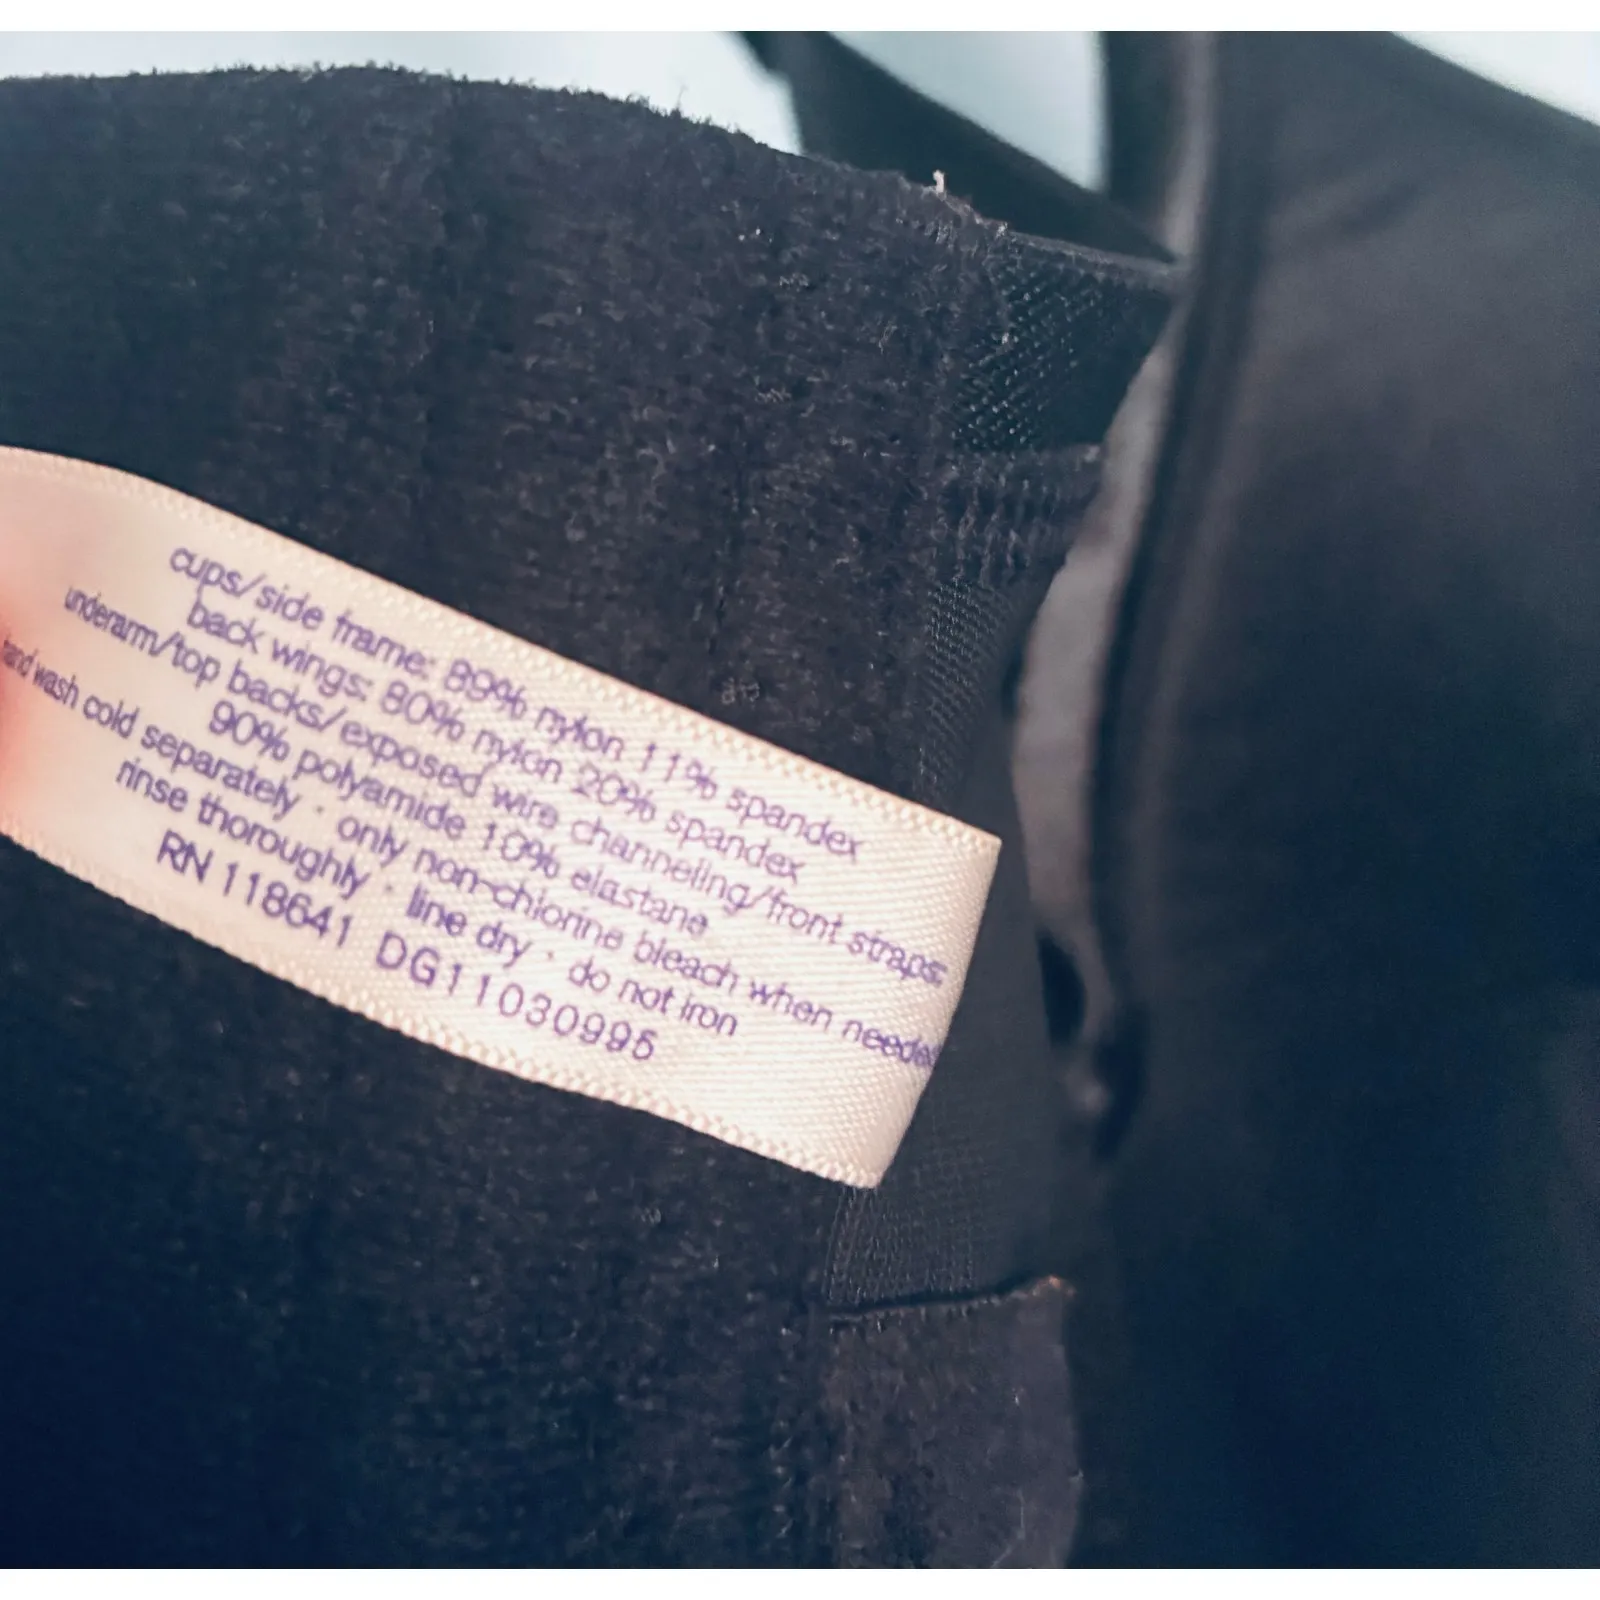 cups/side frame: 89% nylon 11% spandex
back wings: 80% nylon 20% spandex
underarm/top backs/exposed wire channeling/front straps:
90% polyamide 10% elastane
hand wash cold separately · only non-chlorine bleach when needed
rinse thoroughly · line dry · do not iron
RN 118641 DG11030995